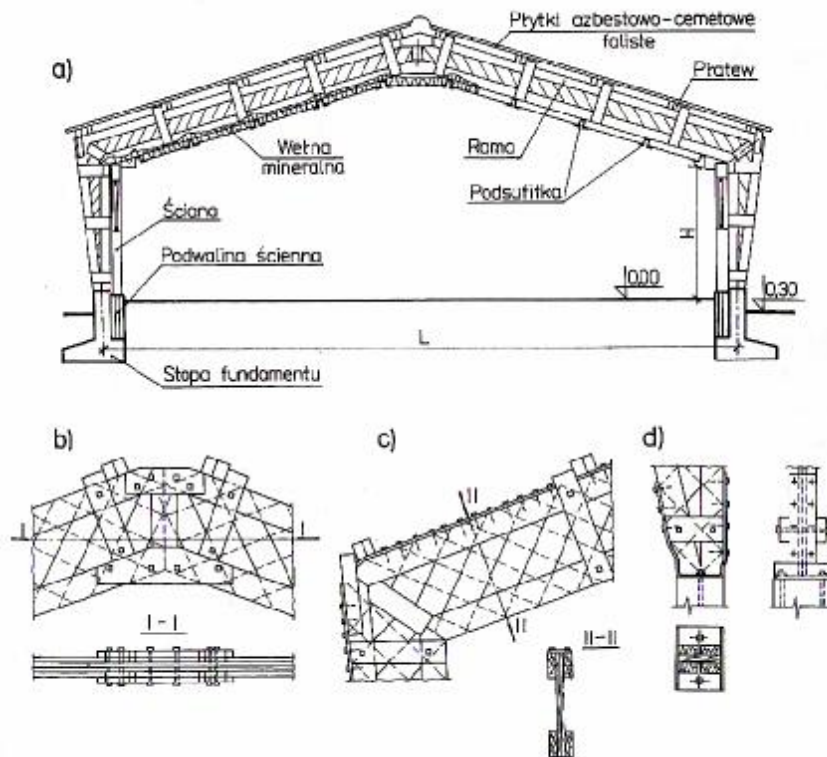 a)
Płytki azbestowo-cemetowe
faliste
Płatew
Wełna
mineralna
Rama
Podsufitka
Ściana
H
Podwalina ścienna
0,00
0,30
L
Stopa fundamentu
b)
c)
d)
I
I
II
II
I-I
II-II